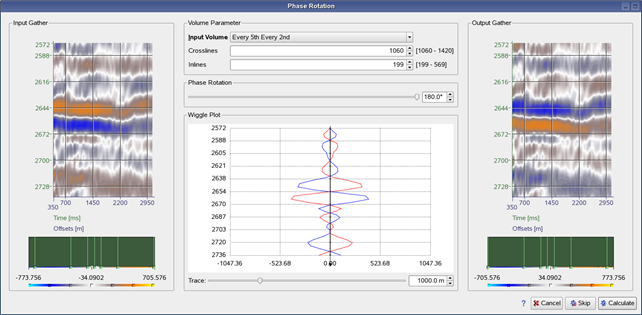 Phase Rotation
Input Gather
2572
2588
2616
2644
2672
2700
2728
350 700 1450 2200 2950
Time [ms]
Offsets [m]
-773.756 -34.0902 705.576
Volume Parameter
Input Volume Every 5th Every 2nd
Crosslines 1060 [1060 - 1420]
Inlines 199 [199 - 569]
Phase Rotation
180.0°
Wiggle Plot
2572
2588
2605
2621
2638
2654
2670
2687
2703
2720
2736
-1047.36 -523.68 0.00 523.68 1047.36
Trace: 1000.0 m
Output Gather
2572
2588
2616
2644
2672
2700
2728
350 700 1450 2200 2950
Time [ms]
Offsets [m]
-705.576 34.0902 773.756
? Cancel Skip Calculate